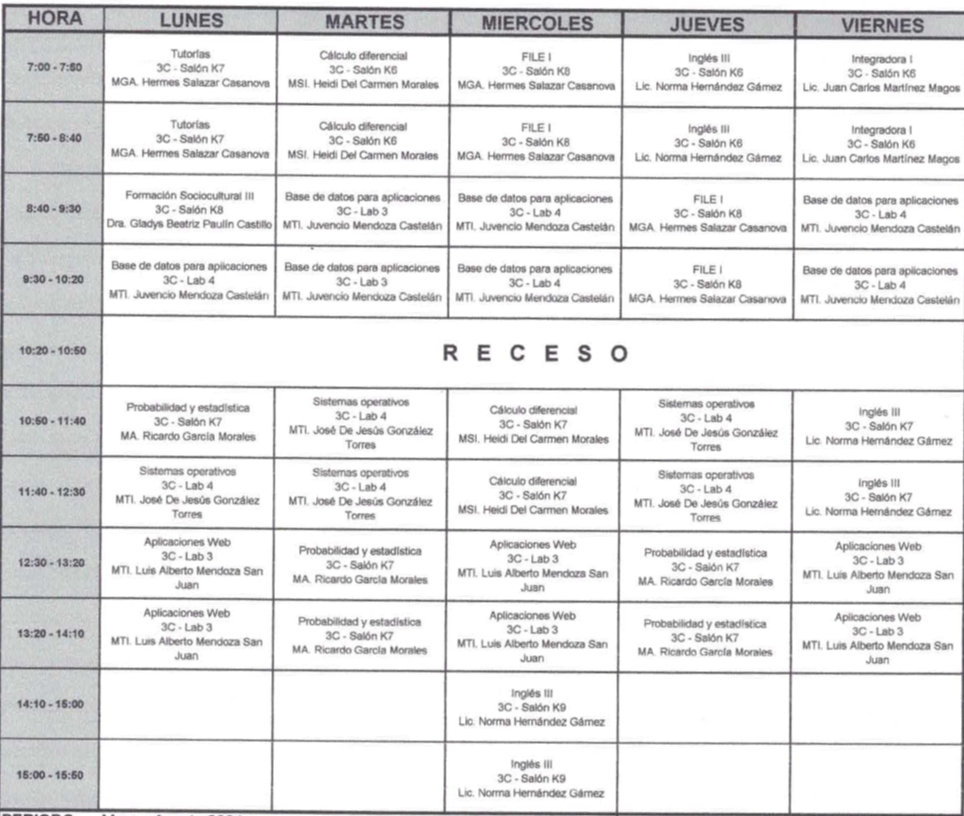 HORA LUNES MARTES MIERCOLES JUEVES VIERNES
7:00 - 7:50
Tutorías
3C - Salón K7
MGA. Hermes Salazar Casanova
Cálculo diferencial
3C - Salón K6
MSI. Heidi Del Carmen Morales
FILE I
3C - Salón K8
MGA. Hermes Salazar Casanova
Inglés III
3C - Salón K6
Lic. Norma Hernández Gámez
Integradora I
3C - Salón K6
Lic. Juan Carlos Martínez Magos
7:50 - 8:40
Tutorías
3C - Salón K7
MGA. Hermes Salazar Casanova
Cálculo diferencial
3C - Salón K6
MSI. Heidi Del Carmen Morales
FILE I
3C - Salón K8
MGA. Hermes Salazar Casanova
Inglés III
3C - Salón K6
Lic. Norma Hernández Gámez
Integradora I
3C - Salón K6
Lic. Juan Carlos Martínez Magos
8:40 - 9:30
Formación Sociocultural III
3C - Salón K8
Dra. Gladys Beatriz Paulín Castillo
Base de datos para aplicaciones
3C - Lab 3
MTI. Juvencio Mendoza Castelán
Base de datos para aplicaciones
3C - Lab 4
MTI. Juvencio Mendoza Castelán
FILE I
3C - Salón K8
MGA. Hermes Salazar Casanova
Base de datos para aplicaciones
3C - Lab 4
MTI. Juvencio Mendoza Castelán
9:30 - 10:20
Base de datos para aplicaciones
3C - Lab 4
MTI. Juvencio Mendoza Castelán
Base de datos para aplicaciones
3C - Lab 3
MTI. Juvencio Mendoza Castelán
Base de datos para aplicaciones
3C - Lab 4
MTI. Juvencio Mendoza Castelán
FILE I
3C - Salón K8
MGA. Hermes Salazar Casanova
Base de datos para aplicaciones
3C - Lab 4
MTI. Juvencio Mendoza Castelán
10:20 - 10:50
R E C E S O
10:50 - 11:40
Probabilidad y estadística
3C - Salón K7
MA. Ricardo García Morales
Sistemas operativos
3C - Lab 4
MTI. José De Jesús González
Torres
Cálculo diferencial
3C - Salón K7
MSI. Heidi Del Carmen Morales
Sistemas operativos
3C - Lab 4
MTI. José De Jesús González
Torres
Inglés III
3C - Salón K7
Lic. Norma Hernández Gámez
11:40 - 12:30
Sistemas operativos
3C - Lab 4
MTI. José De Jesús González
Torres
Sistemas operativos
3C - Lab 4
MTI. José De Jesús González
Torres
Cálculo diferencial
3C - Salón K7
MSI. Heidi Del Carmen Morales
Sistemas operativos
3C - Lab 4
MTI. José De Jesús González
Torres
Inglés III
3C - Salón K7
Lic. Norma Hernández Gámez
12:30 - 13:20
Aplicaciones Web
3C - Lab 3
MTI. Luis Alberto Mendoza San
Juan
Probabilidad y estadística
3C - Salón K7
MA. Ricardo García Morales
Aplicaciones Web
3C - Lab 3
MTI. Luis Alberto Mendoza San
Juan
Probabilidad y estadística
3C - Salón K7
MA. Ricardo García Morales
Aplicaciones Web
3C - Lab 3
MTI. Luis Alberto Mendoza San
Juan
13:20 - 14:10
Aplicaciones Web
3C - Lab 3
MTI. Luis Alberto Mendoza San
Juan
Probabilidad y estadística
3C - Salón K7
MA. Ricardo García Morales
Aplicaciones Web
3C - Lab 3
MTI. Luis Alberto Mendoza San
Juan
Probabilidad y estadística
3C - Salón K7
MA. Ricardo García Morales
Aplicaciones Web
3C - Lab 3
MTI. Luis Alberto Mendoza San
Juan
14:10 - 15:00
Inglés III
3C - Salón K9
Lic. Norma Hernández Gámez
15:00 - 15:50
Inglés III
3C - Salón K9
Lic. Norma Hernández Gámez